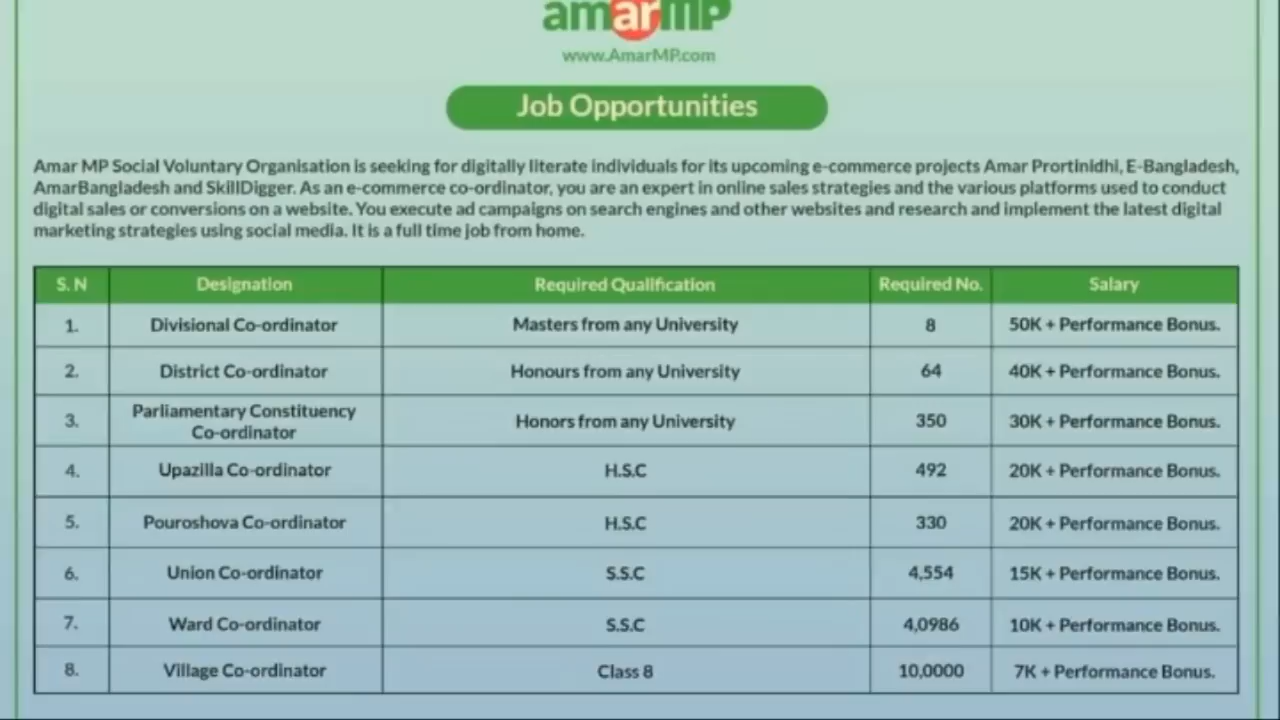 amarMP
www.AmarMP.com
Job Opportunities
Amar MP Social Voluntary Organisation is seeking for digitally literate individuals for its upcoming e-commerce projects Amar Prortinidhi, E-Bangladesh,
AmarBangladesh and SkillDigger. As an e-commerce co-ordinator, you are an expert in online sales strategies and the various platforms used to conduct
digital sales or conversions on a website. You execute ad campaigns on search engines and other websites and research and implement the latest digital
marketing strategies using social media. It is a full time job from home.
S. N Designation Required Qualification Required No. Salary
1. Divisional Co-ordinator Masters from any University 8 50K + Performance Bonus.
2. District Co-ordinator Honours from any University 64 40K + Performance Bonus.
3. Parliamentary Constituency Co-ordinator Honors from any University 350 30K + Performance Bonus.
4. Upazilla Co-ordinator H.S.C 492 20K + Performance Bonus.
5. Pouroshova Co-ordinator H.S.C 330 20K + Performance Bonus.
6. Union Co-ordinator S.S.C 4,554 15K + Performance Bonus.
7. Ward Co-ordinator S.S.C 4,0986 10K + Performance Bonus.
8. Village Co-ordinator Class 8 10,0000 7K + Performance Bonus.